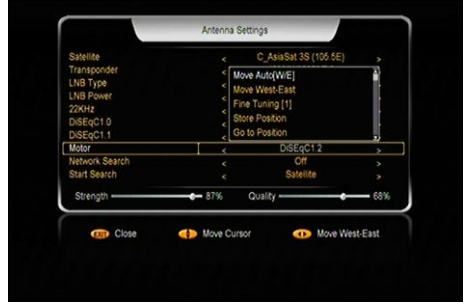 Antenna Settings
Satellite < C_AsiaSat 3S (105.5E) >
Transponder <
LNB Type <
LNB Power <
22KHz <
DiSEqC1.0 <
DiSEqC1.1 <
Move Auto[W/E]
Move West-East
Fine Tuning [1]
Store Position
Go to Position
Motor < DiSEqC1.2 >
Network Search < Off >
Start Search < Satellite >
Strength 87% Quality 68%
EXIT Close Move Cursor Move West-East